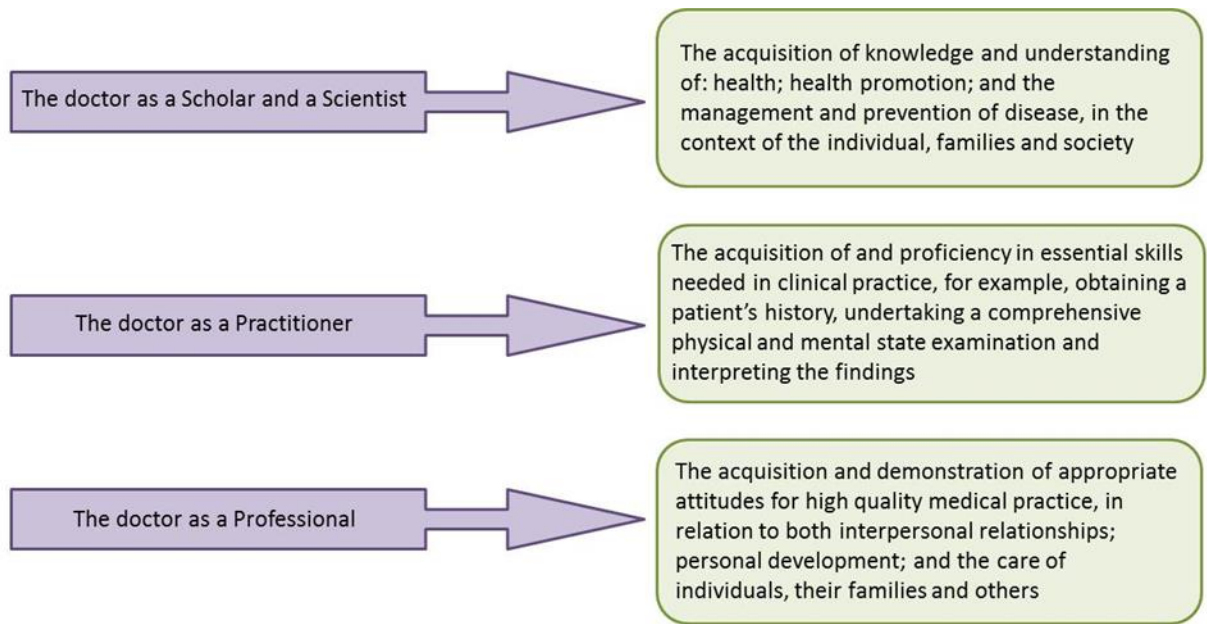 The doctor as a Scholar and a Scientist
The acquisition of knowledge and understanding
of: health; health promotion; and the
management and prevention of disease, in the
context of the individual, families and society
The doctor as a Practitioner
The acquisition of and proficiency in essential skills
needed in clinical practice, for example, obtaining a
patient’s history, undertaking a comprehensive
physical and mental state examination and
interpreting the findings
The doctor as a Professional
The acquisition and demonstration of appropriate
attitudes for high quality medical practice, in
relation to both interpersonal relationships;
personal development; and the care of
individuals, their families and others